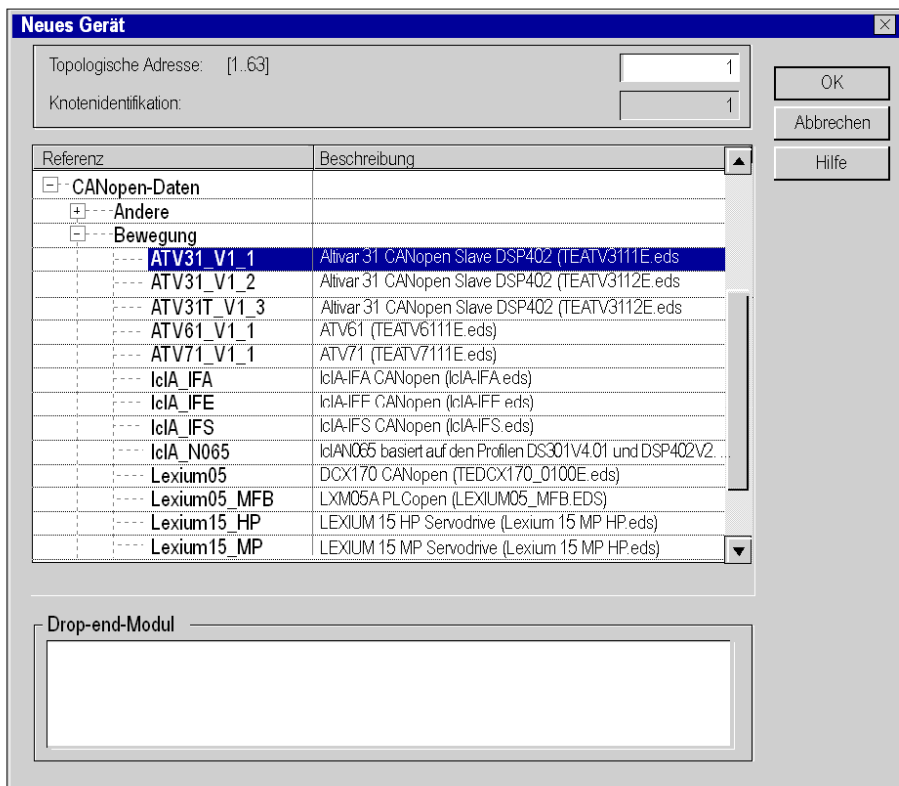 Neues Gerät
Topologische Adresse: [1..63] 1
Knotenidentifikation: 1
OK
Abbrechen
Hilfe
Referenz Beschreibung
CANopen-Daten
Andere
Bewegung
ATV31_V1_1 Altivar 31 CANopen Slave DSP402 (TEATV3111E.eds
ATV31_V1_2 Altivar 31 CANopen Slave DSP402 (TEATV3112E.eds
ATV31T_V1_3 Altivar 31 CANopen Slave DSP402 (TEATV3112E.eds
ATV61_V1_1 ATV61 (TEATV6111E.eds)
ATV71_V1_1 ATV71 (TEATV7111E.eds)
IclA_IFA IclA-IFA CANopen (IclA-IFA.eds)
IclA_IFE IclA-IFE CANopen (IclA-IFE.eds)
IclA_IFS IclA-IFS CANopen (IclA-IFS.eds)
IclA_N065 IclAN065 basiert auf den Profilen DS301V4.01 und DSP402V2. ...
Lexium05 DCX170 CANopen (TEDCX170_0100E.eds)
Lexium05_MFB LXM05A PLCopen (LEXIUM05_MFB.EDS)
Lexium15_HP LEXIUM 15 HP Servodrive (Lexium 15 MP HP.eds)
Lexium15_MP LEXIUM 15 MP Servodrive (Lexium 15 MP HP.eds)
Drop-end-Modul